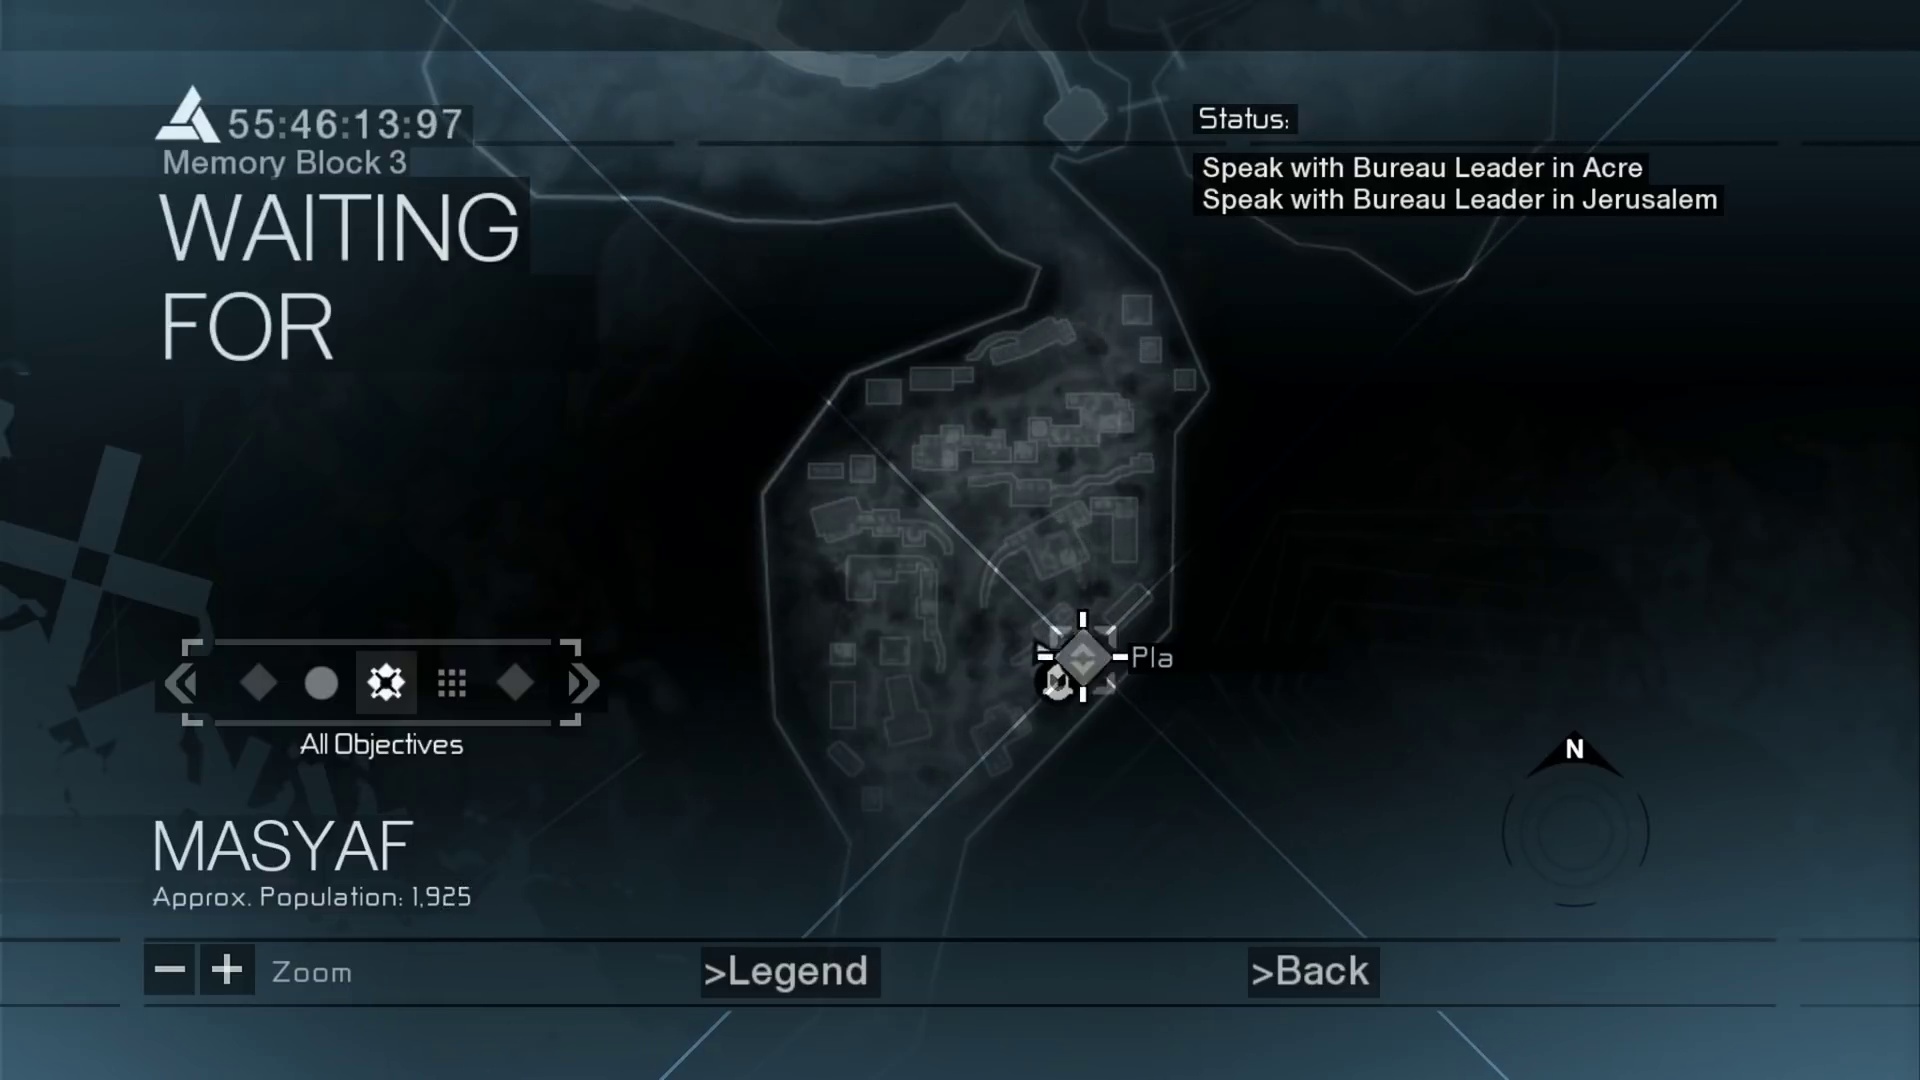 55:46:13:97
Memory Block 3
WAITING
FOR
Status:
Speak with Bureau Leader in Acre
Speak with Bureau Leader in Jerusalem
Pla
All Objectives
N
MASYAF
Approx. Population: 1,925
Zoom
>Legend
>Back